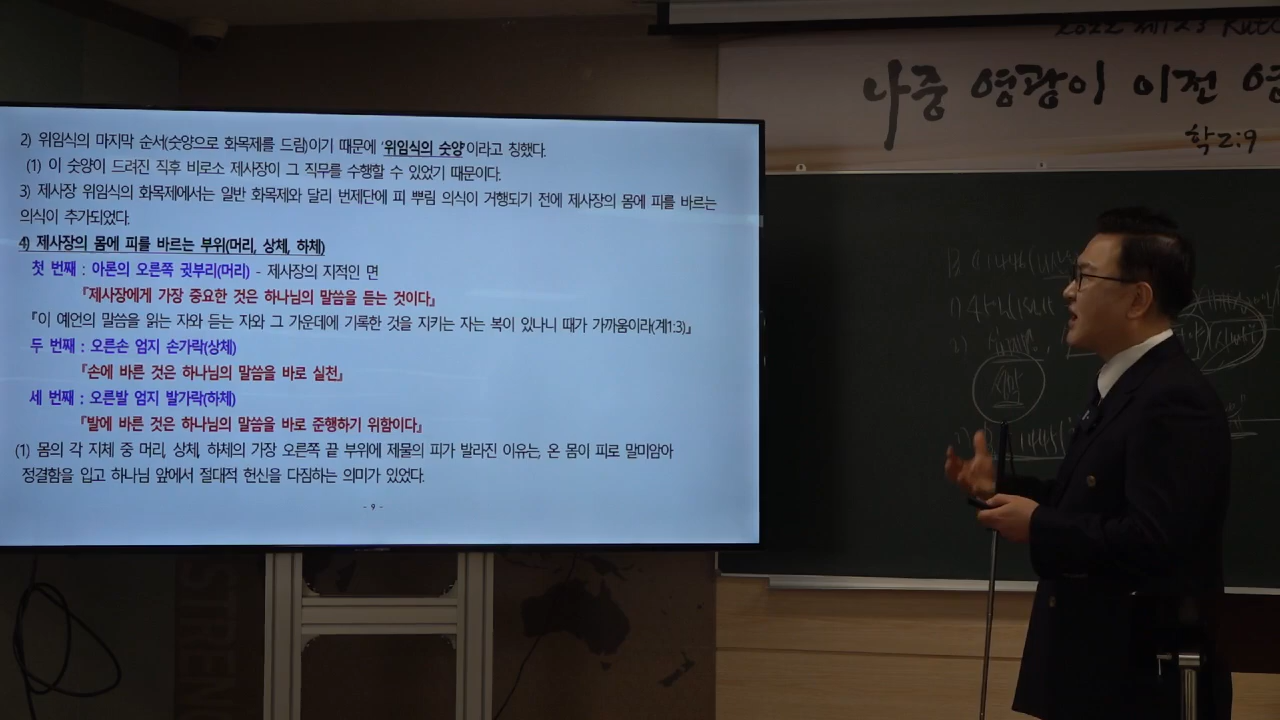 2022 제123
나중 영광이 이전
학2:9
2) 위임식의 마지막 순서(숫양으로 화목제를 드림)이기 때문에 '위임식의 숫양'이라고 칭했다.
(1) 이 숫양이 드려진 직후 비로소 제사장이 그 직무를 수행할 수 있었기 때문이다.
3) 제사장 위임식의 화목제에서는 일반 화목제와 달리 번제단에 피 뿌림 의식이 거행되기 전에 제사장의 몸에 피를 바르는
의식이 추가되었다.
4) 제사장의 몸에 피를 바르는 부위(머리, 상체, 하체)
첫 번째 : 아론의 오른쪽 귓부리(머리) - 제사장의 지적인 면
『제사장에게 가장 중요한 것은 하나님의 말씀을 듣는 것이다』
『이 예언의 말씀을 읽는 자와 듣는 자와 그 가운데에 기록한 것을 지키는 자는 복이 있나니 때가 가까움이라(계1:3)』
두 번째 : 오른손 엄지 손가락(상체)
『손에 바른 것은 하나님의 말씀을 바로 실천』
세 번째 : 오른발 엄지 발가락(하체)
『발에 바른 것은 하나님의 말씀을 바로 준행하기 위함이다』
(1) 몸의 각 지체 중 머리, 상체, 하체의 가장 오른쪽 끝 부위에 제물의 피가 발라진 이유는, 온 몸이 피로 말미암아
정결함을 입고 하나님 앞에서 절대적 헌신을 다짐하는 의미가 있었다.
- 9 -